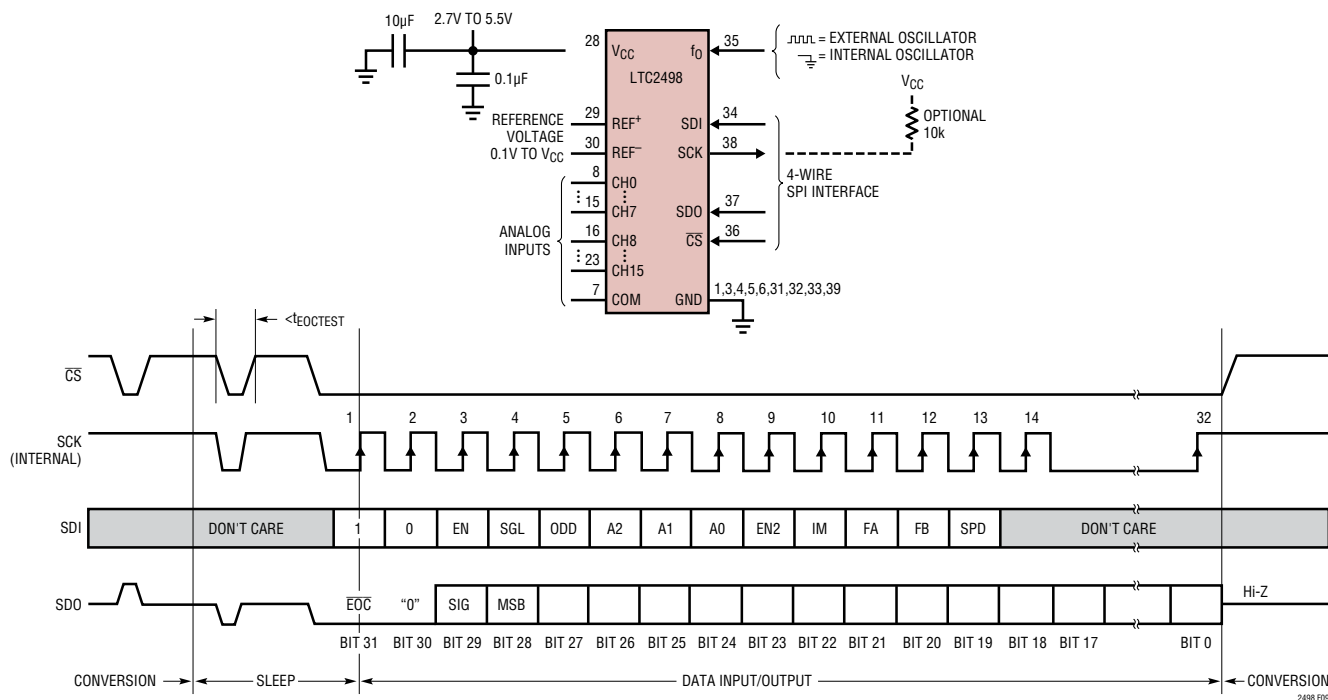 10µF
2.7V TO 5.5V
0.1µF
28
VCC
fO
35
= EXTERNAL OSCILLATOR
= INTERNAL OSCILLATOR
LTC2498
VCC
OPTIONAL
10k
REFERENCE
VOLTAGE
0.1V TO VCC
29
REF+
SDI
34
30
REF–
SCK
38
4-WIRE
SPI INTERFACE
ANALOG
INPUTS
8
CH0
15
CH7
SDO
37
16
CH8
CS
36
23
CH15
7
COM
GND
1,3,4,5,6,31,32,33,39
<tEOCTEST
CS
SCK
(INTERNAL)
1 2 3 4 5 6 7 8 9 10 11 12 13 14 32
SDI
DON'T CARE 1 0 EN SGL ODD A2 A1 A0 EN2 IM FA FB SPD DON'T CARE
SDO
EOC "0" SIG MSB Hi-Z
BIT 31 BIT 30 BIT 29 BIT 28 BIT 27 BIT 26 BIT 25 BIT 24 BIT 23 BIT 22 BIT 21 BIT 20 BIT 19 BIT 18 BIT 17 BIT 0
CONVERSION SLEEP DATA INPUT/OUTPUT CONVERSION
2498 F09